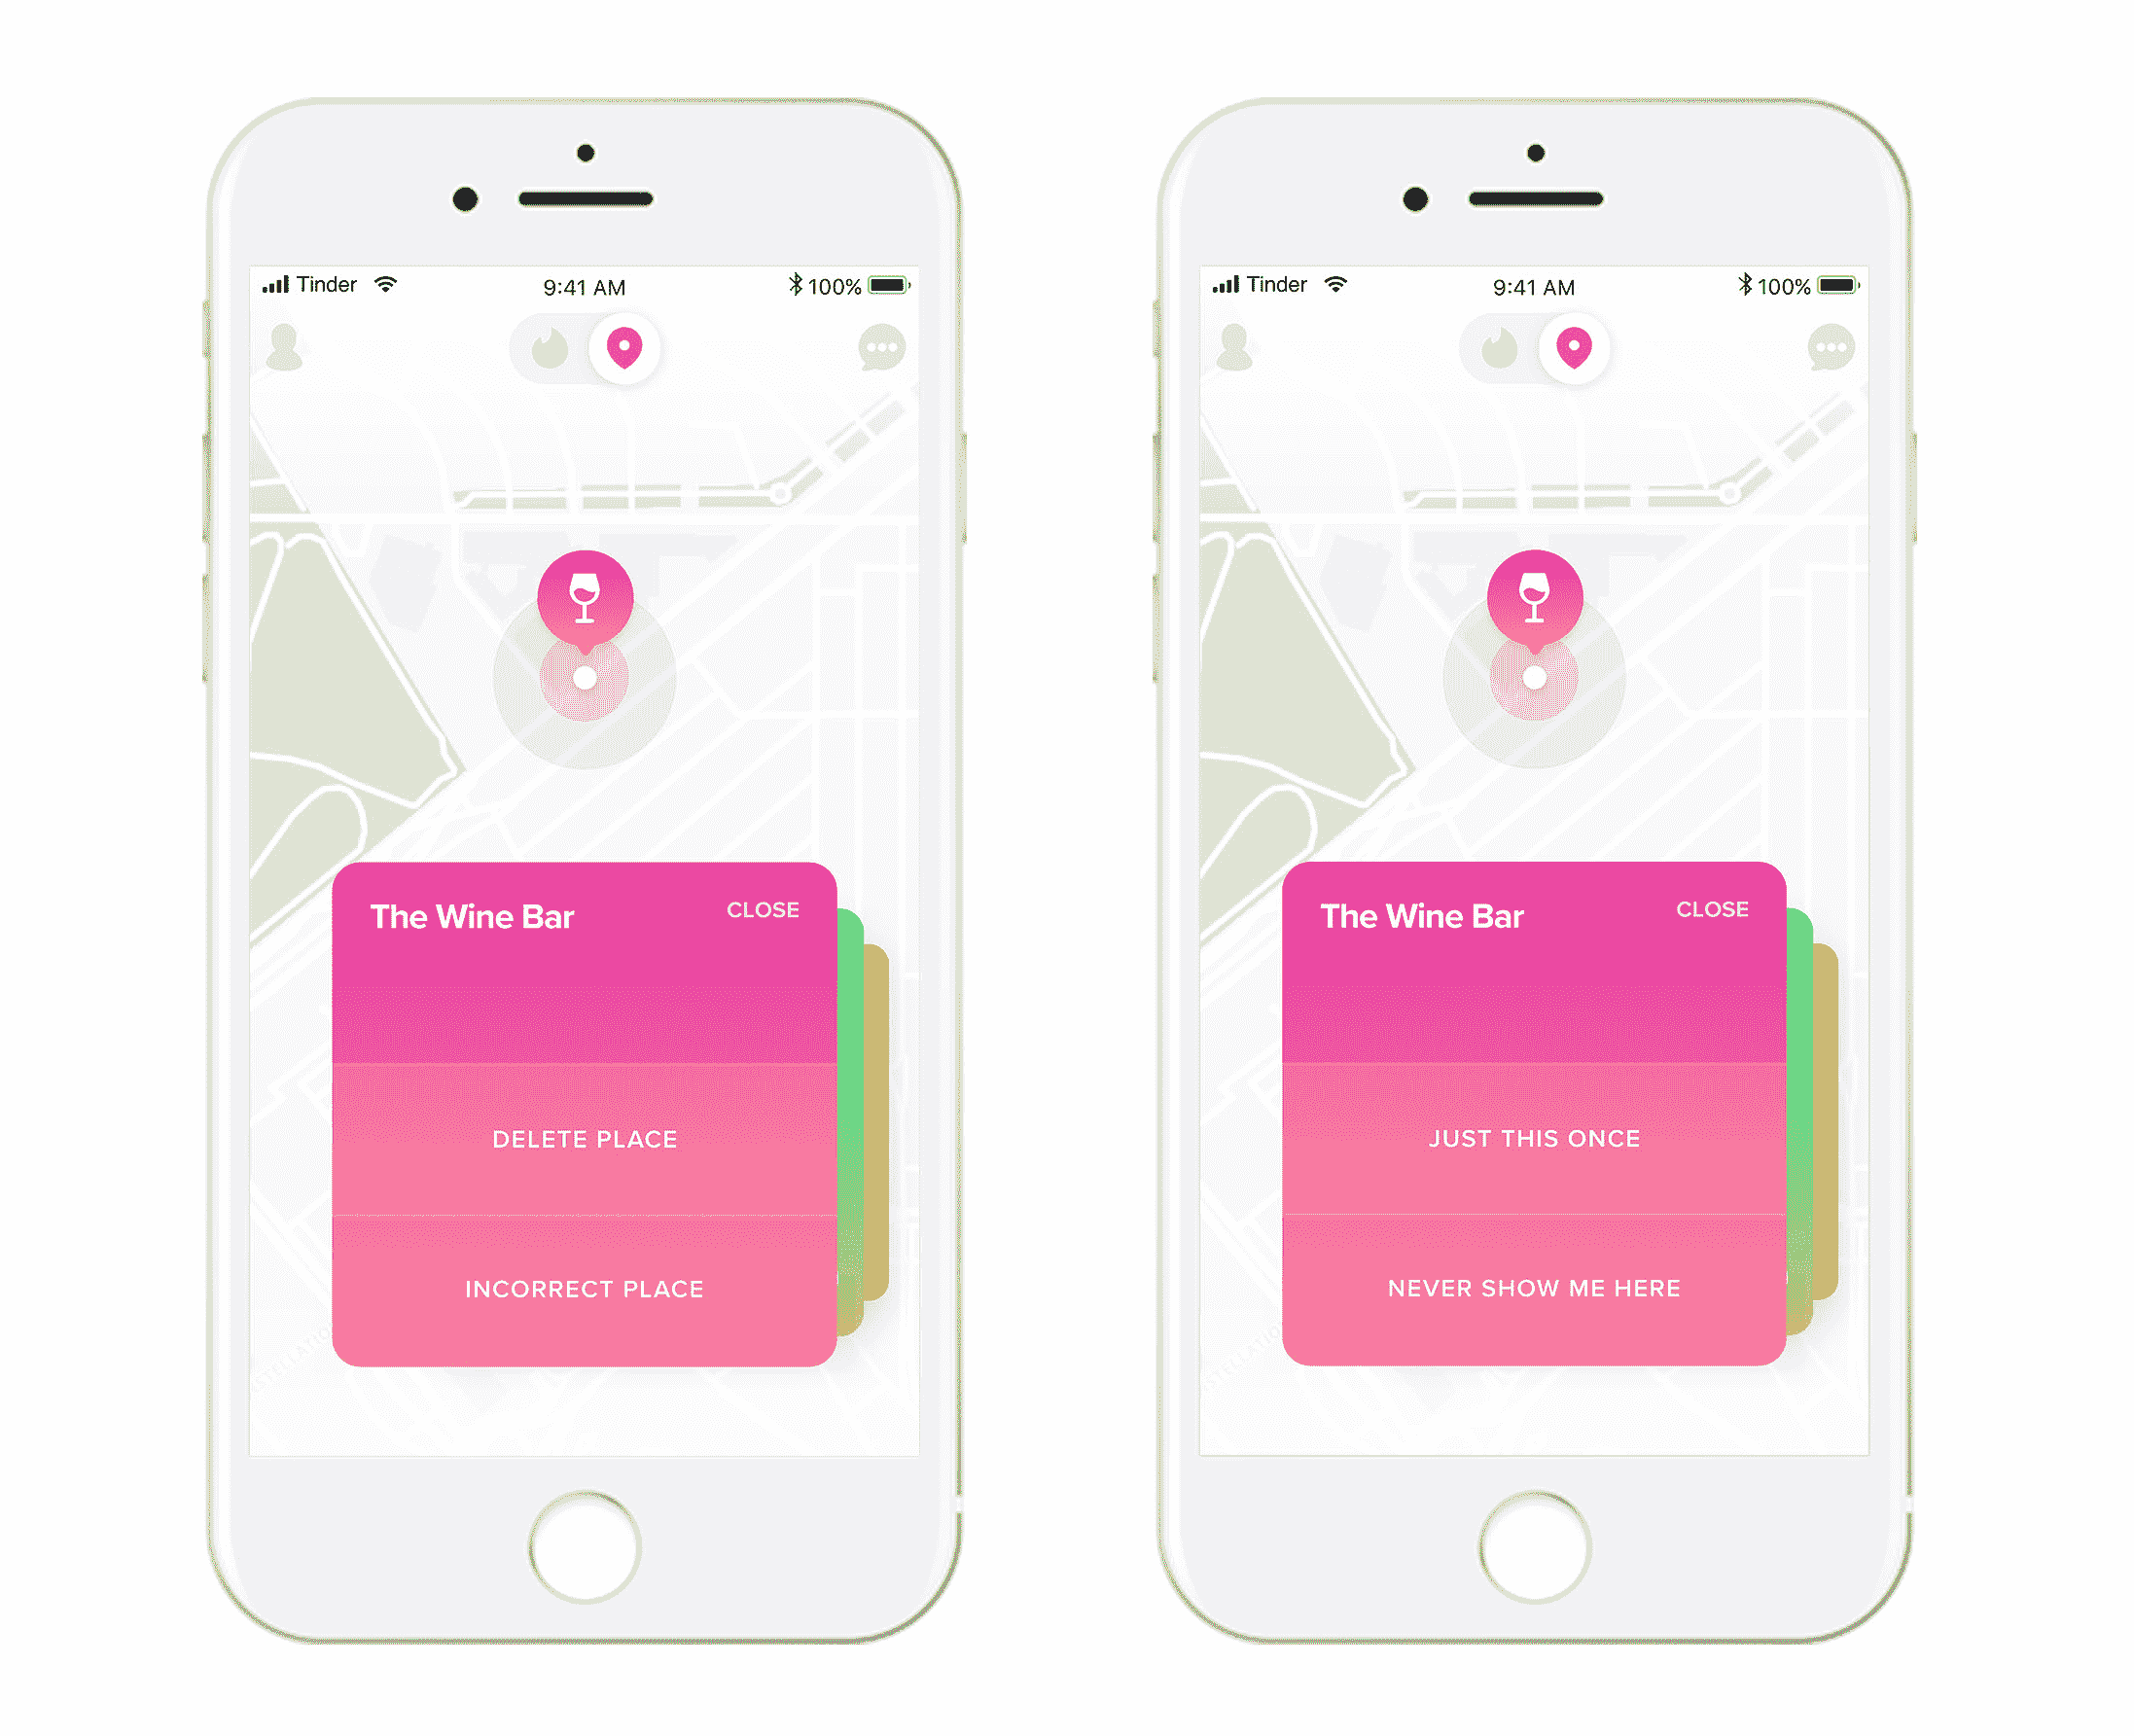 Tinder 9:41 AM 100%
The Wine Bar CLOSE
DELETE PLACE
INCORRECT PLACE
Tinder 9:41 AM 100%
The Wine Bar CLOSE
JUST THIS ONCE
NEVER SHOW ME HERE